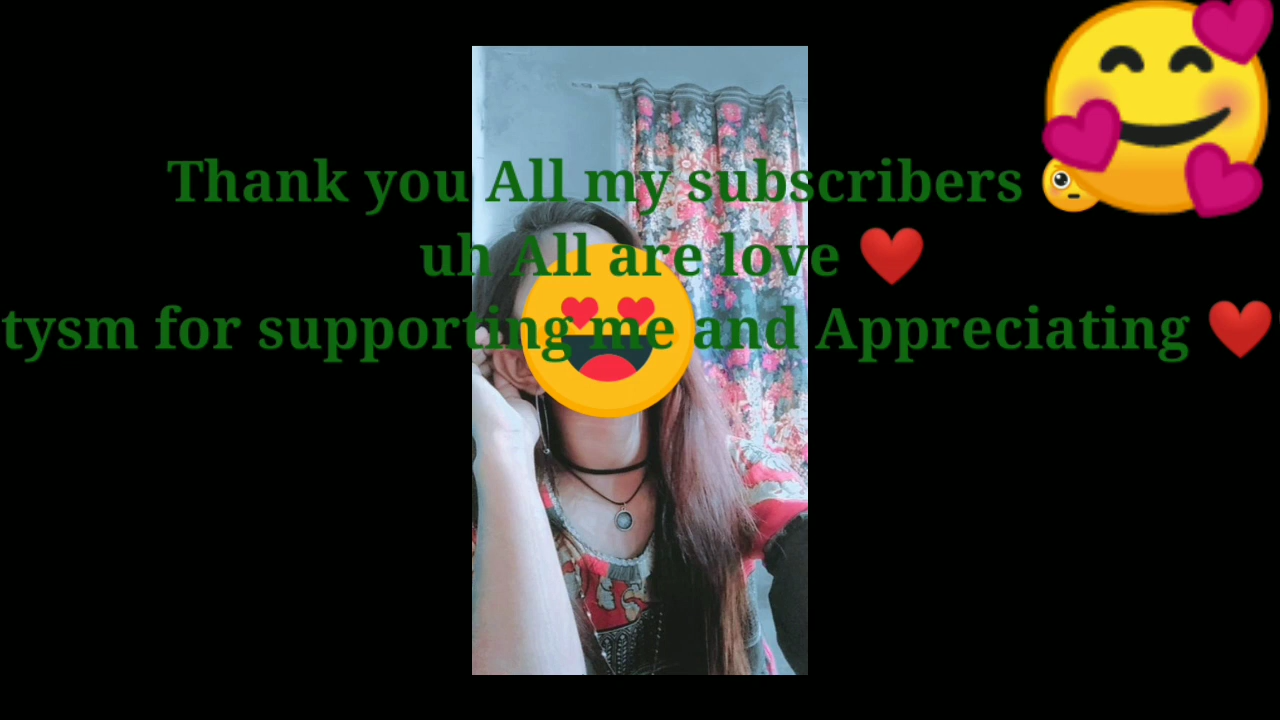 Thank you All my subscribers 🥺
uh All are love ❤️
tysm for supporting me and Appreciating ❤️